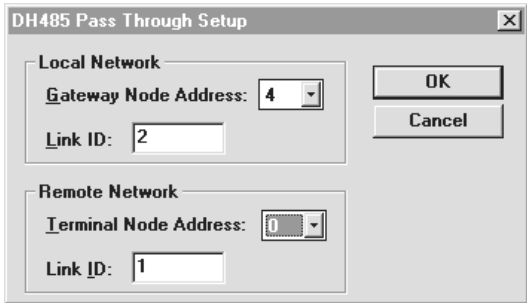 DH485 Pass Through Setup
Local Network
Gateway Node Address: 4
Link ID: 2
OK
Cancel
Remote Network
Terminal Node Address: 0
Link ID: 1